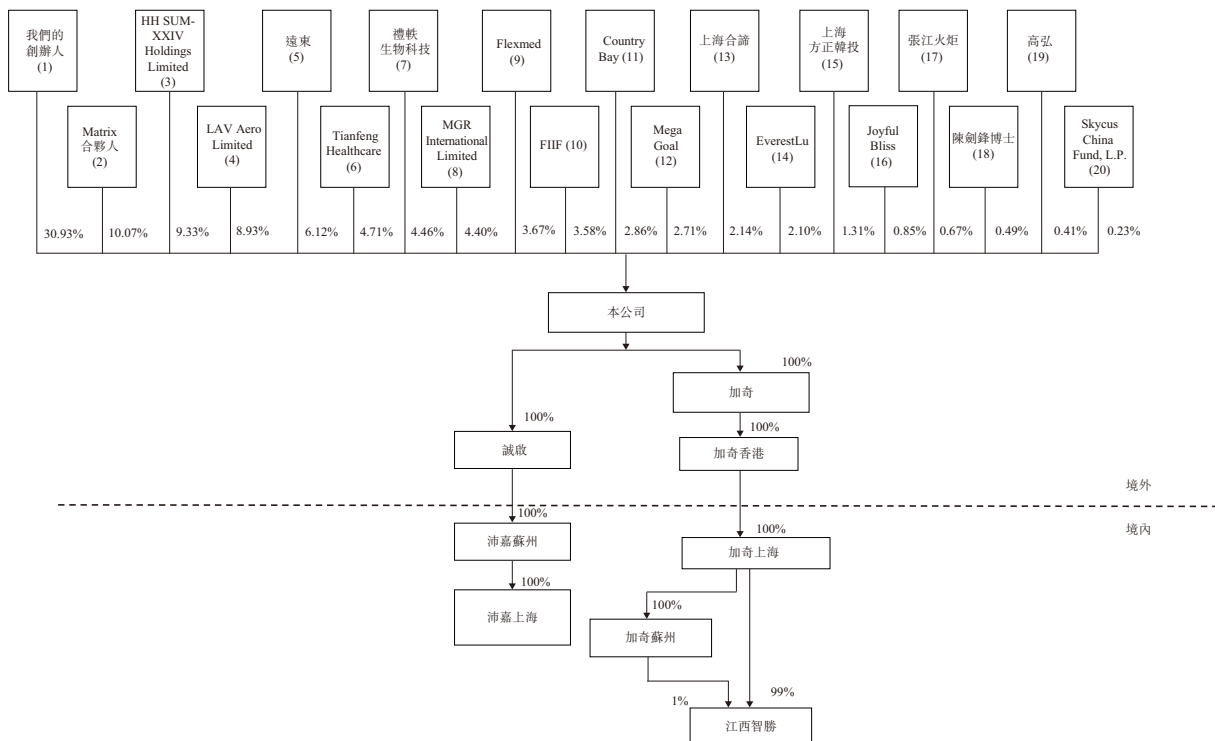 我們的
創辦人
(1)
HH SUM-
XXIV
Holdings
Limited
(3)
遠東
(5)
禮軼
生物科技
(7)
Flexmed
(9)
Country
Bay (11)
上海合諦
(13)
上海
方正韓投
(15)
張江火炬
(17)
高弘
(19)
Matrix
合夥人
(2)
LAV Aero
Limited
(4)
Tianfeng
Healthcare
(6)
MGR
International
Limited
(8)
FIIF (10)
Mega
Goal
(12)
EverestLu
(14)
Joyful
Bliss
(16)
陳劍鋒博士
(18)
Skycus
China
Fund, L.P.
(20)
30.93% 10.07% 9.33% 8.93% 6.12% 4.71% 4.46% 4.40% 3.67% 3.58% 2.86% 2.71% 2.14% 2.10% 1.31% 0.85% 0.67% 0.49% 0.41% 0.23%
本公司
100%
加奇
100%
100%
誠啟
加奇香港
境外
100%
100%
境內
沛嘉蘇州
加奇上海
100%
沛嘉上海
100%
加奇蘇州
1%
99%
江西智勝